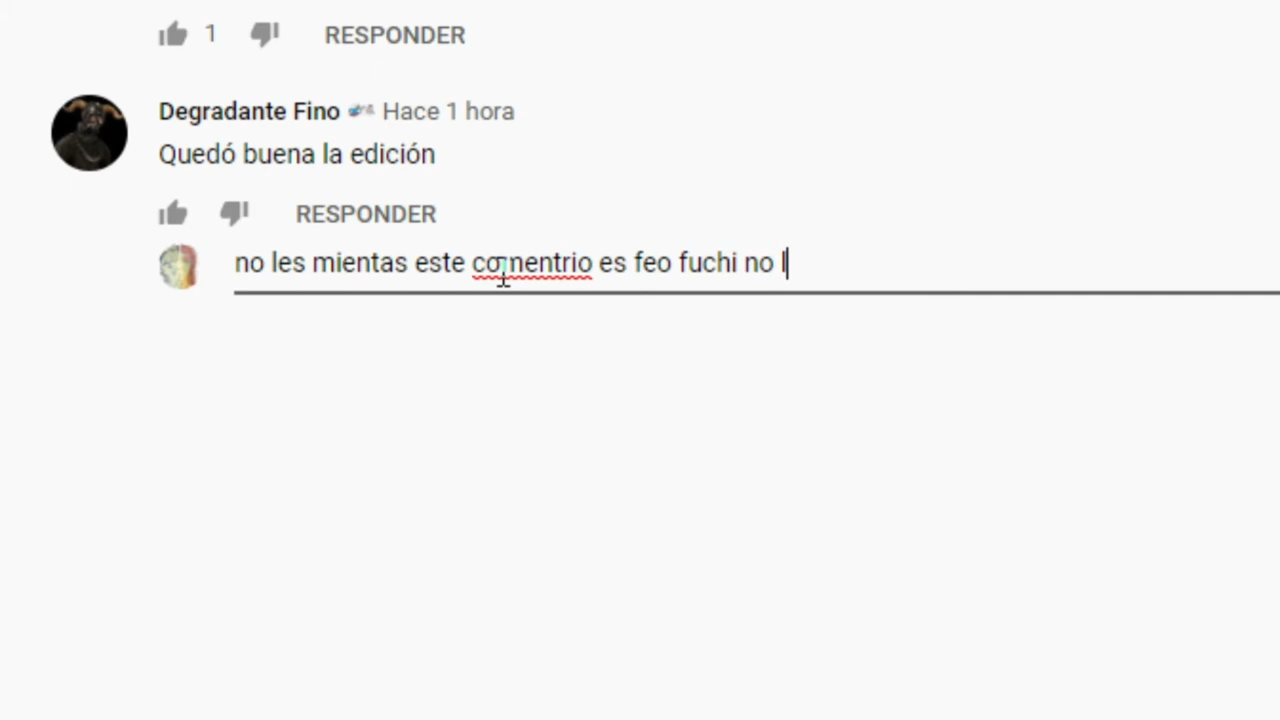 1 RESPONDER
Degradante Fino Hace 1 hora
Quedó buena la edición
RESPONDER
no les mientas este comentrio es feo fuchi no l